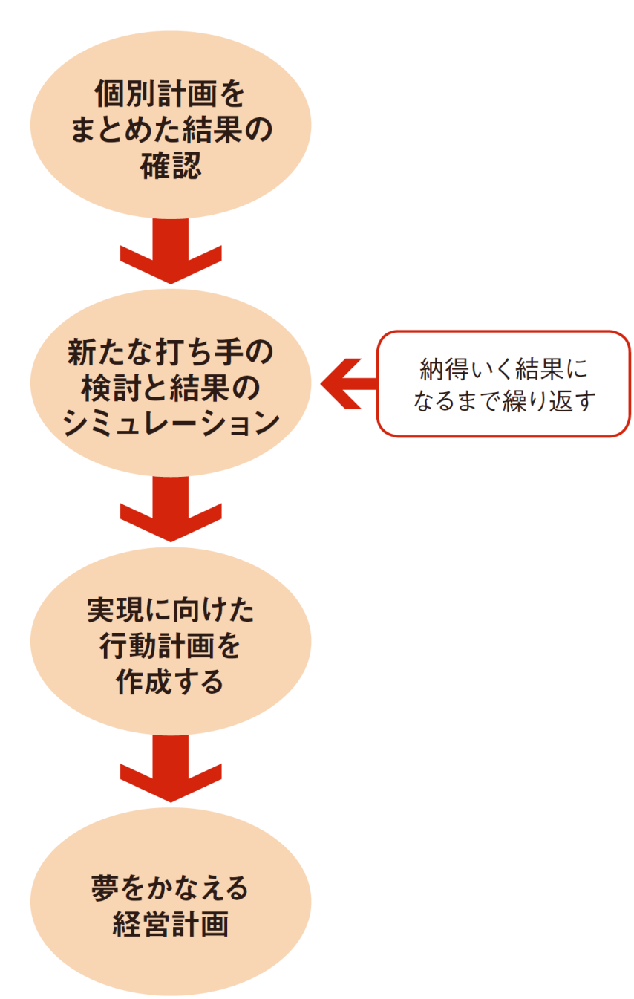 個別計画を
まとめた結果の
確認
新たな打ち手の
検討と結果の
シミュレーション
納得いく結果に
なるまで繰り返す
実現に向けた
行動計画を
作成する
夢をかなえる
経営計画